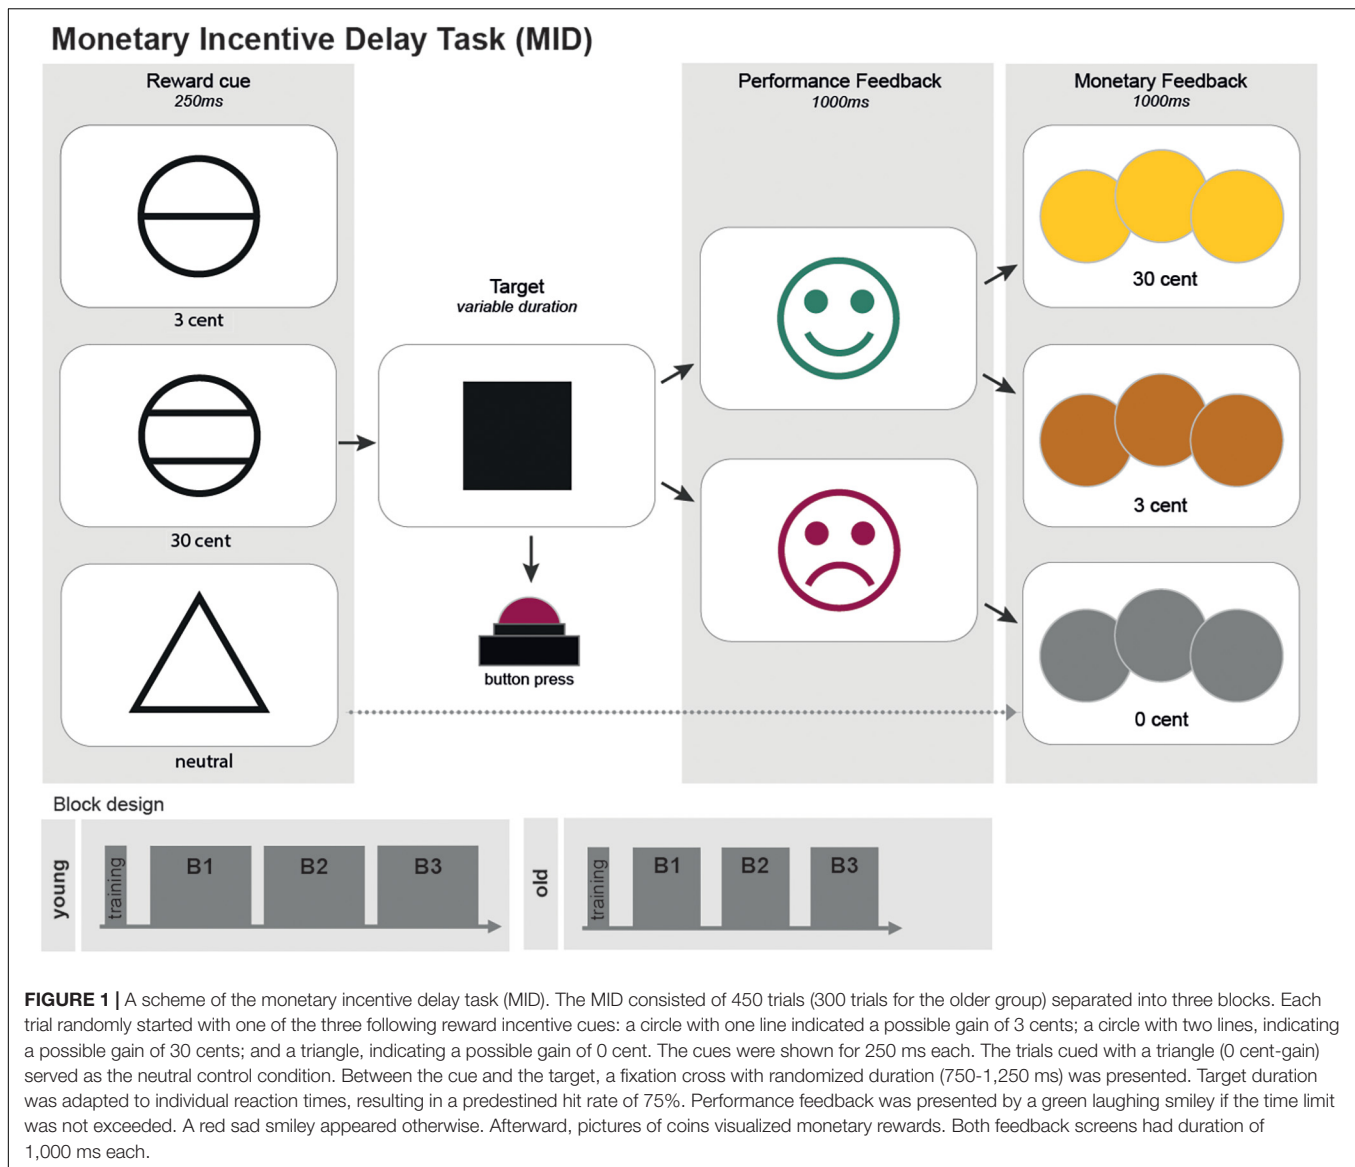 Monetary Incentive Delay Task (MID)
Reward cue
250ms
3 cent
30 cent
neutral
Target
variable duration
button press
Performance Feedback
1000ms
Monetary Feedback
1000ms
30 cent
3 cent
0 cent
Block design
young
training
B1
B2
B3
old
training
B1
B2
B3
FIGURE 1 | A scheme of the monetary incentive delay task (MID). The MID consisted of 450 trials (300 trials for the older group) separated into three blocks. Each
trial randomly started with one of the three following reward incentive cues: a circle with one line indicated a possible gain of 3 cents; a circle with two lines, indicating
a possible gain of 30 cents; and a triangle, indicating a possible gain of 0 cent. The cues were shown for 250 ms each. The trials cued with a triangle (0 cent-gain)
served as the neutral control condition. Between the cue and the target, a fixation cross with randomized duration (750-1,250 ms) was presented. Target duration
was adapted to individual reaction times, resulting in a predestined hit rate of 75%. Performance feedback was presented by a green laughing smiley if the time limit
was not exceeded. A red sad smiley appeared otherwise. Afterward, pictures of coins visualized monetary rewards. Both feedback screens had duration of
1,000 ms each.